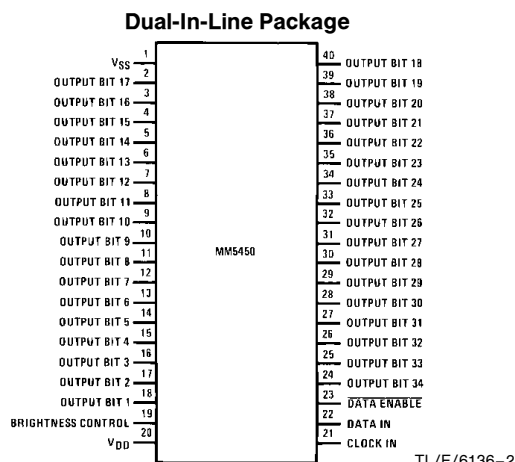 Dual-In-Line Package
VSS 1 40 OUTPUT BIT 18
OUTPUT BIT 17 2 39 OUTPUT BIT 19
OUTPUT BIT 16 3 38 OUTPUT BIT 20
OUTPUT BIT 15 4 37 OUTPUT BIT 21
OUTPUT BIT 14 5 36 OUTPUT BIT 22
OUTPUT BIT 13 6 35 OUTPUT BIT 23
OUTPUT BIT 12 7 34 OUTPUT BIT 24
OUTPUT BIT 11 8 33 OUTPUT BIT 25
OUTPUT BIT 10 9 32 OUTPUT BIT 26
OUTPUT BIT 9 10 31 OUTPUT BIT 27
MM5450
OUTPUT BIT 8 11 30 OUTPUT BIT 28
OUTPUT BIT 7 12 29 OUTPUT BIT 29
OUTPUT BIT 6 13 28 OUTPUT BIT 30
OUTPUT BIT 5 14 27 OUTPUT BIT 31
OUTPUT BIT 4 15 26 OUTPUT BIT 32
OUTPUT BIT 3 16 25 OUTPUT BIT 33
OUTPUT BIT 2 17 24 OUTPUT BIT 34
OUTPUT BIT 1 18 23 DATA ENABLE
BRIGHTNESS CONTROL 19 22 DATA IN
VDD 20 21 CLOCK IN
TL/F/6136-2